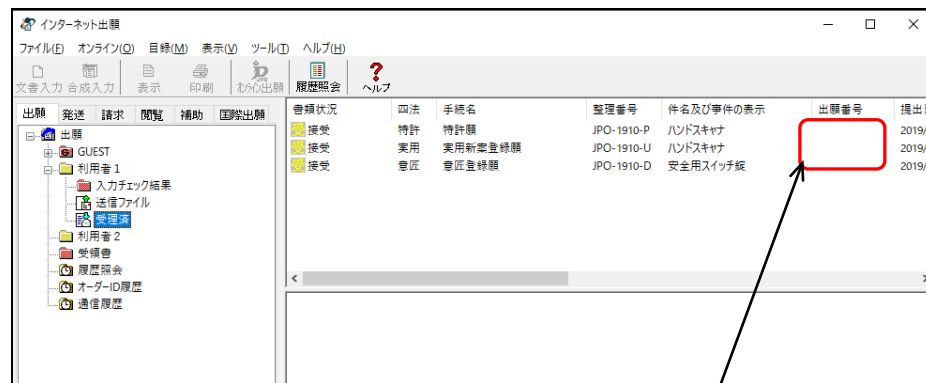 インターネット出願
ファイル(F) オンライン(O) 目録(M) 表示(V) ツール(T) ヘルプ(H)
文書入力 合成入力 表示 印刷 かんたん出願 履歴照会 ヘルプ
出願 発送 請求 閲覧 補助 国際出願
書類状況 四法 手続名 整理番号 件名及び事件の表示 出願番号
受 接受 特許 特許願 JPO-1910-P ハンドスキャナ 2019/
受 接受 実用 実用新案登録願 JPO-1910-U ハンドスキャナ 2019/
受 接受 意匠 意匠登録願 JPO-1910-D 安全用スイッチ錠 2019/
出願
GUEST
利用者1
入力チェック結果
送信ファイル
受理済
利用者2
受領書
履歴照会
オーダーID履歴
通信履歴